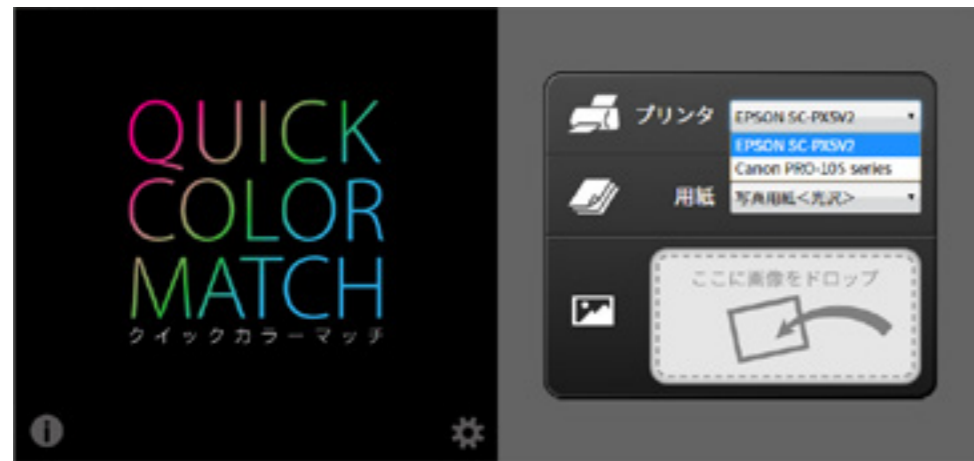 QUICK
COLOR
MATCH
クイックカラーマッチ
プリンタ
EPSON SC-PX5V2
EPSON SC-PX5V2
Canon PRO-10S series
用紙
写真用紙<光沢>
ここに画像をドロップ